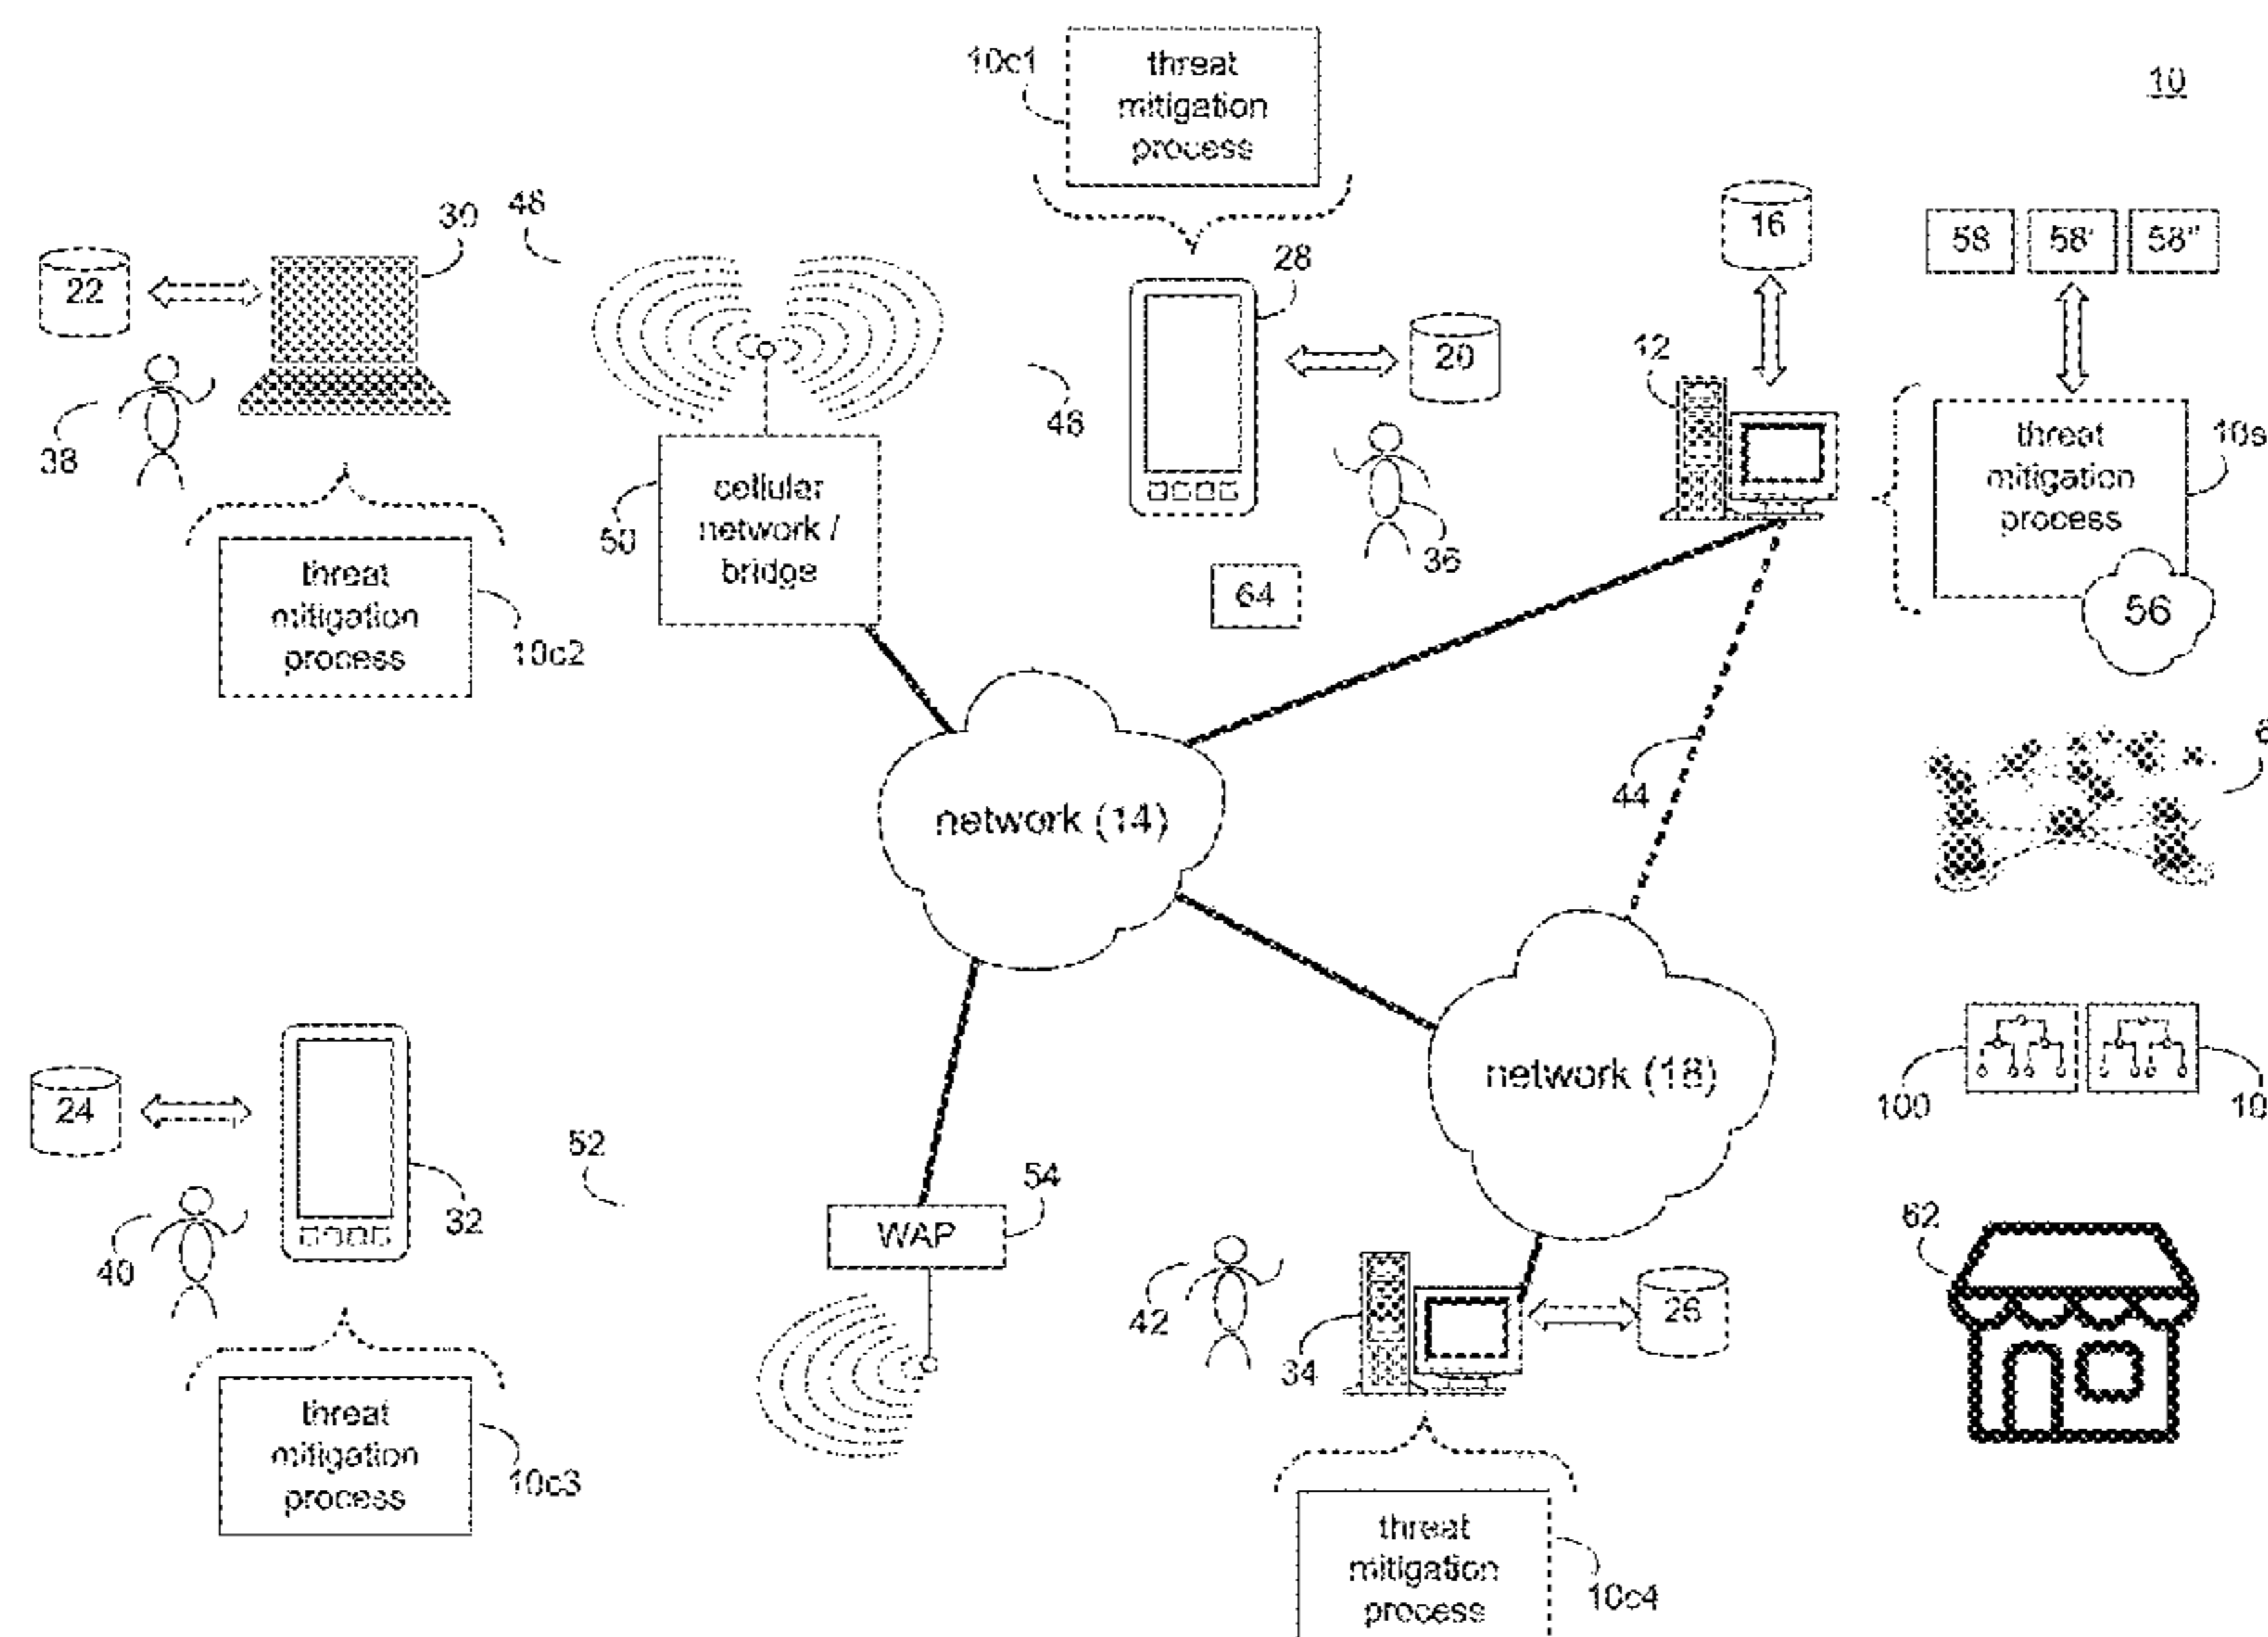 10c1
threat
mitigation
process
10
30
48
16
58
58'
58"
22
28
20
12
46
38
cellular
network /
bridge
50
36
threat
mitigation
process
10s
64
56
threat
mitigation
process
10c2
44
network (14)
network (18)
100
24
32
40
52
54
WAP
62
42
34
26
threat
mitigation
process
10c3
threat
mitigation
process
10c4